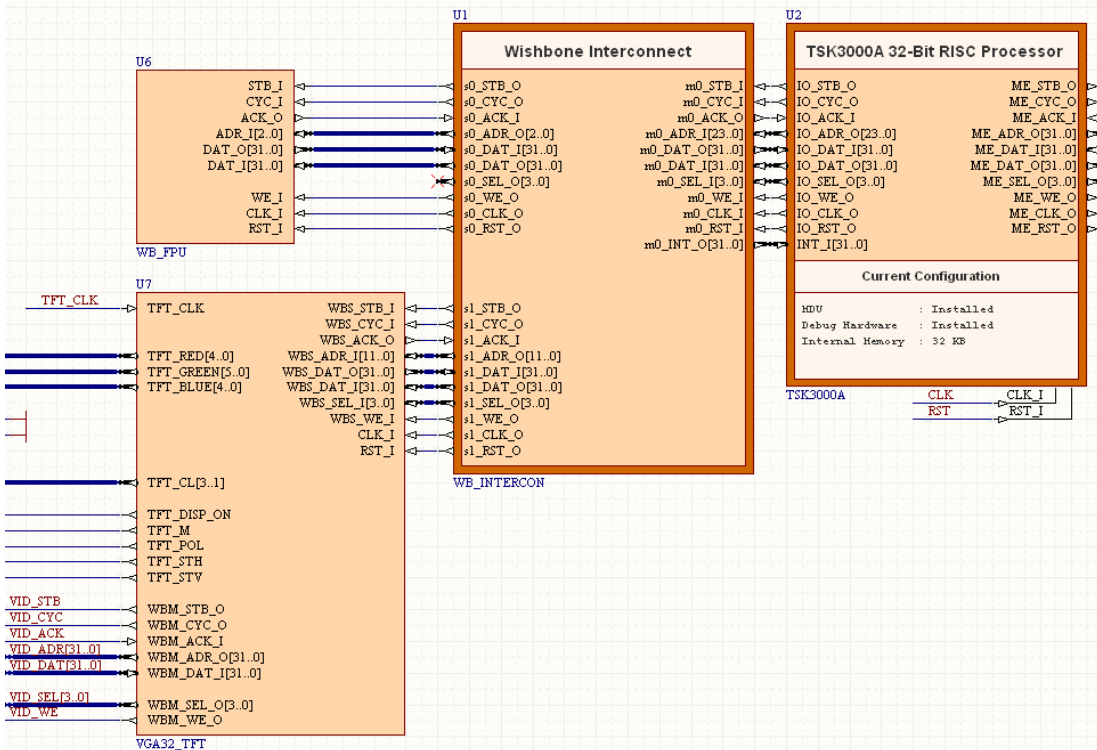 U6
STB_I
CYC_I
ACK_O
ADR_I[2..0]
DAT_O[31..0]
DAT_I[31..0]
WE_I
CLK_I
RST_I
WB_FPU
U1
Wishbone Interconnect
s0_STB_O m0_STB_I
s0_CYC_O m0_CYC_I
s0_ACK_I m0_ACK_O
s0_ADR_O[2..0] m0_ADR_I[23..0]
s0_DAT_I[31..0] m0_DAT_O[31..0]
s0_DAT_O[31..0] m0_DAT_I[31..0]
s0_SEL_O[3..0] m0_SEL_I[3..0]
s0_WE_O m0_WE_I
s0_CLK_O m0_CLK_I
s0_RST_O m0_RST_I
m0_INT_O[31..0]
s1_STB_O
s1_CYC_O
s1_ACK_I
s1_ADR_O[11..0]
s1_DAT_I[31..0]
s1_DAT_O[31..0]
s1_SEL_O[3..0]
s1_WE_O
s1_CLK_O
s1_RST_O
WB_INTERCON
U2
TSK3000A 32-Bit RISC Processor
IO_STB_O ME_STB_O
IO_CYC_O ME_CYC_O
IO_ACK_I ME_ACK_I
IO_ADR_O[23..0] ME_ADR_O[31..0]
IO_DAT_I[31..0] ME_DAT_I[31..0]
IO_DAT_O[31..0] ME_DAT_O[31..0]
IO_SEL_O[3..0] ME_SEL_O[3..0]
IO_WE_O ME_WE_O
IO_CLK_O ME_CLK_O
IO_RST_O ME_RST_O
INT_I[31..0]
Current Configuration
MDU : Installed
Debug Hardware : Installed
Internal Memory : 32 KB
TSK3000A
CLK CLK_I
RST RST_I
U7
TFT_CLK TFT_CLK WBS_STB_I
WBS_CYC_I
WBS_ACK_O
TFT_RED[4..0] WBS_ADR_I[11..0]
TFT_GREEN[5..0] WBS_DAT_O[31..0]
TFT_BLUE[4..0] WBS_DAT_I[31..0]
WBS_SEL_I[3..0]
WBS_WE_I
CLK_I
RST_I
TFT_CL[3..1]
TFT_DISP_ON
TFT_M
TFT_POL
TFT_STH
TFT_STV
VID_STB WBM_STB_O
VID_CYC WBM_CYC_O
VID_ACK WBM_ACK_I
VID_ADR[31..0] WBM_ADR_O[31..0]
VID_DAT[31..0] WBM_DAT_I[31..0]
VID_SEL[3..0] WBM_SEL_O[3..0]
VID_WE WBM_WE_O
VGA32_TFT